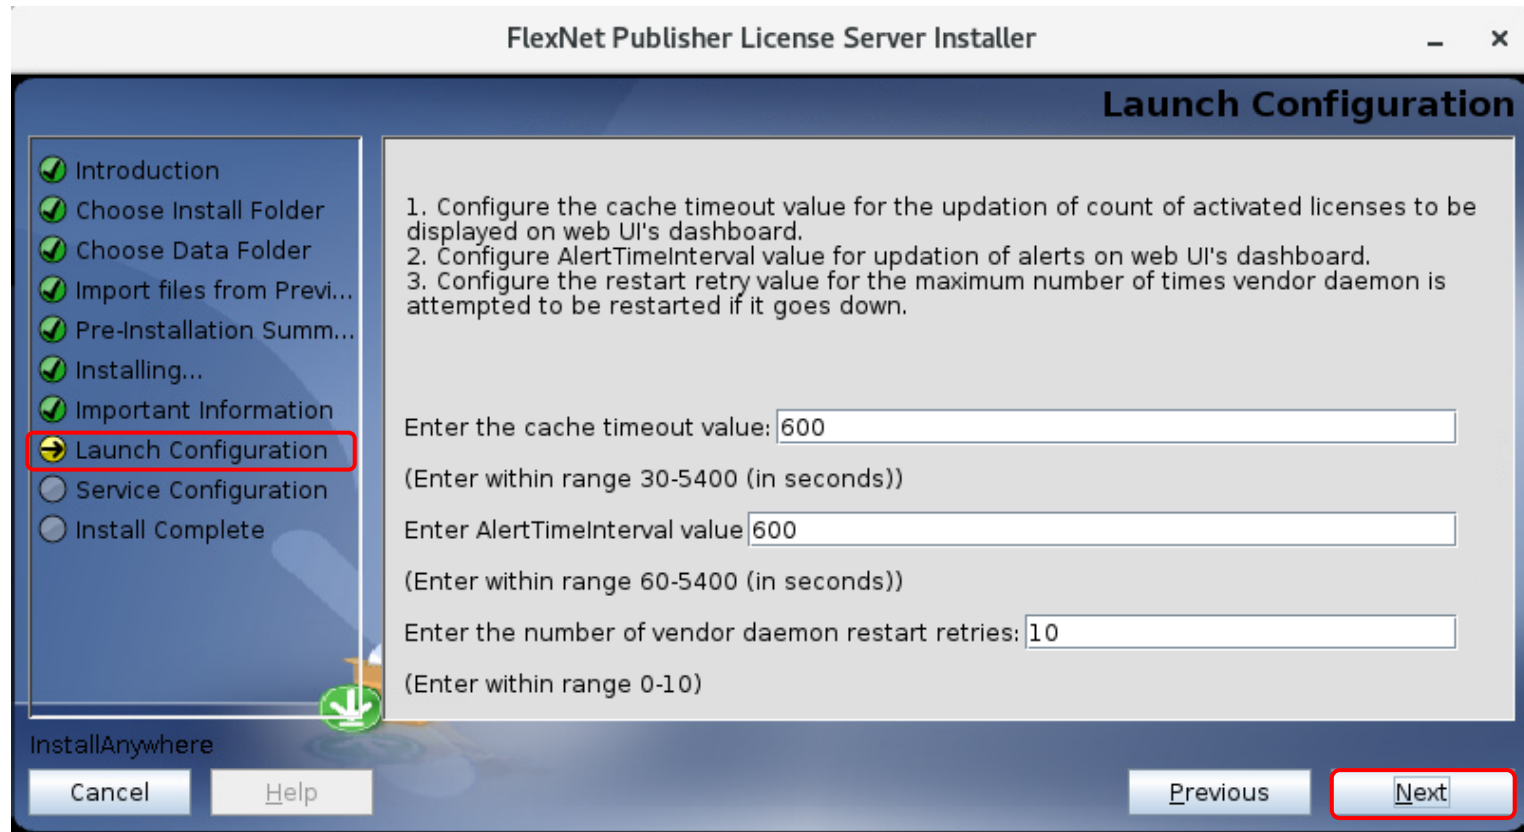 FlexNet Publisher License Server Installer
Launch Configuration
Introduction
Choose Install Folder
Choose Data Folder
Import files from Previ...
Pre-Installation Summ...
Installing...
Important Information
Launch Configuration
Service Configuration
Install Complete
1. Configure the cache timeout value for the updation of count of activated licenses to be
displayed on web UI's dashboard.
2. Configure AlertTimeInterval value for updation of alerts on web UI's dashboard.
3. Configure the restart retry value for the maximum number of times vendor daemon is
attempted to be restarted if it goes down.
Enter the cache timeout value: 600
(Enter within range 30-5400 (in seconds))
Enter AlertTimeInterval value 600
(Enter within range 60-5400 (in seconds))
Enter the number of vendor daemon restart retries: 10
(Enter within range 0-10)
InstallAnywhere
Cancel Help Previous Next